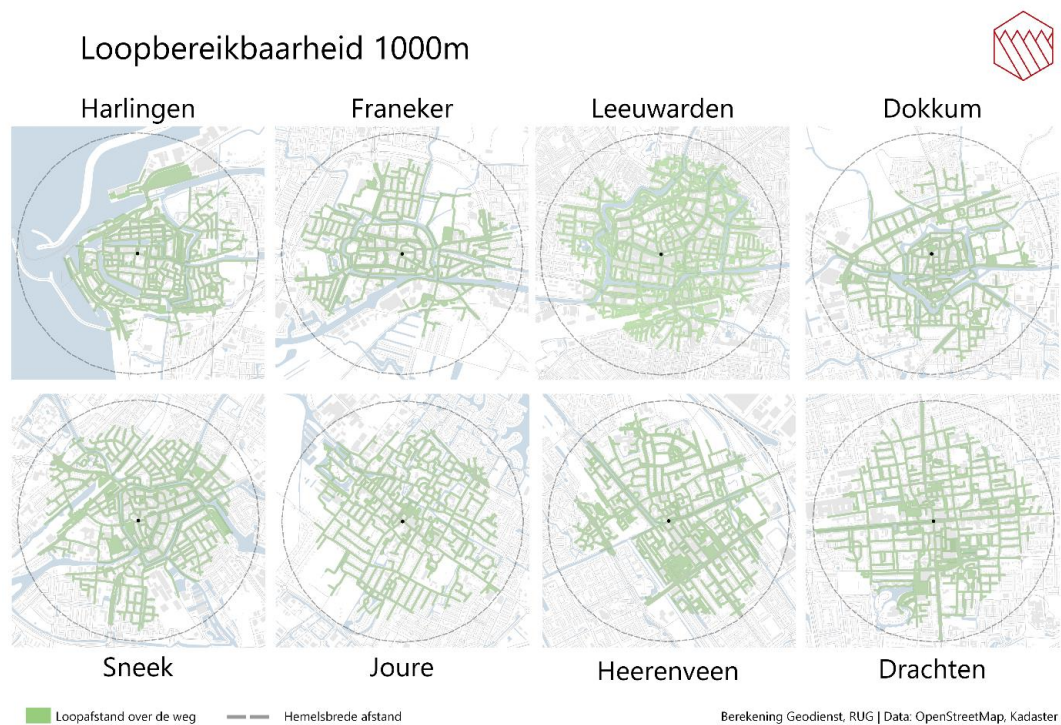 Loopbereikbaarheid 1000m
Harlingen
Franeker
Leeuwarden
Dokkum
Sneek
Joure
Heerenveen
Drachten
Loopafstand over de weg
Hemelsbrede afstand
Berekening Geodienst, RUG | Data: OpenStreetMap, Kadaster